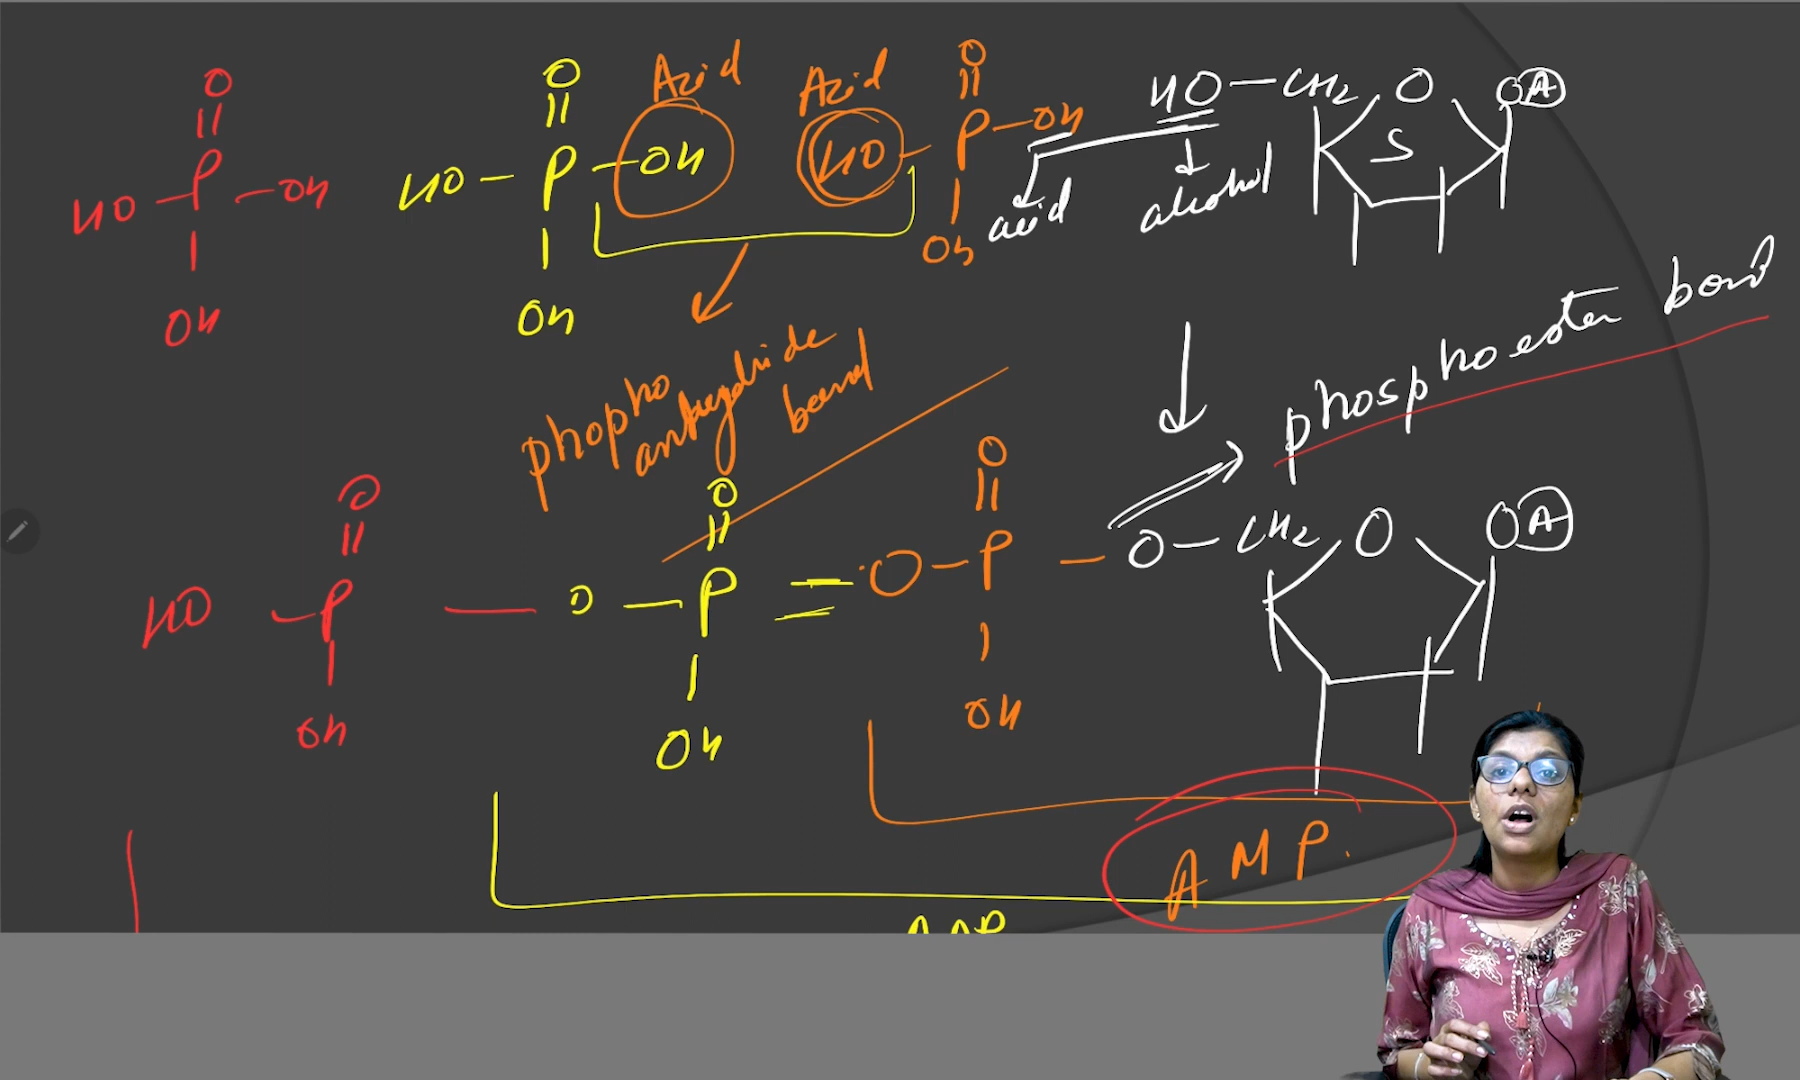 O
||
HO - P - OH
|
OH
O
||
HO - P - OH
|
OH
Acid
Acid
O
||
HO - P - OH
|
OH
acid
HO - CH2
alcohol
O
S
O A
phopho
anhydride
bond
phosphoester bond
O
||
HO - P
|
OH
O
||
O - P
|
OH
O
||
O - P - O - CH2
|
OH
O
O A
AMP.